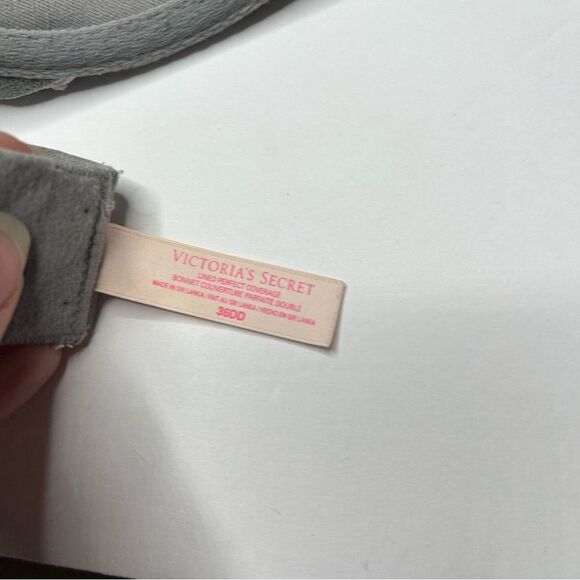 VICTORIA'S SECRET
LINED PERFECT COVERAGE
BONNET COUVERTURE PARFAITE DOUBLÉ
MADE IN SRI LANKA / FAIT AU SRI LANKA / HECHO EN SRI LANKA
36DD